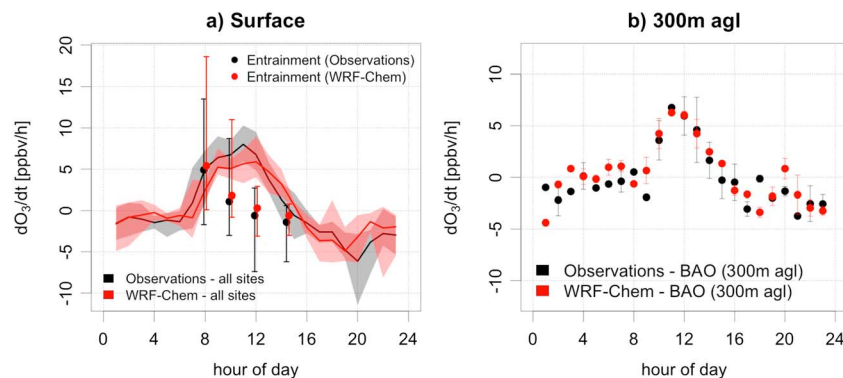 a) Surface
dO3/dt [ppbv/h]
20
15
10
5
0
-5
-10
Entrainment (Observations)
Entrainment (WRF-Chem)
Observations - all sites
WRF-Chem - all sites
0 4 8 12 16 20 24
hour of day
b) 300m agl
dO3/dt [ppbv/h]
10
5
0
-5
-10
Observations - BAO (300m agl)
WRF-Chem - BAO (300m agl)
0 4 8 12 16 20 24
hour of day